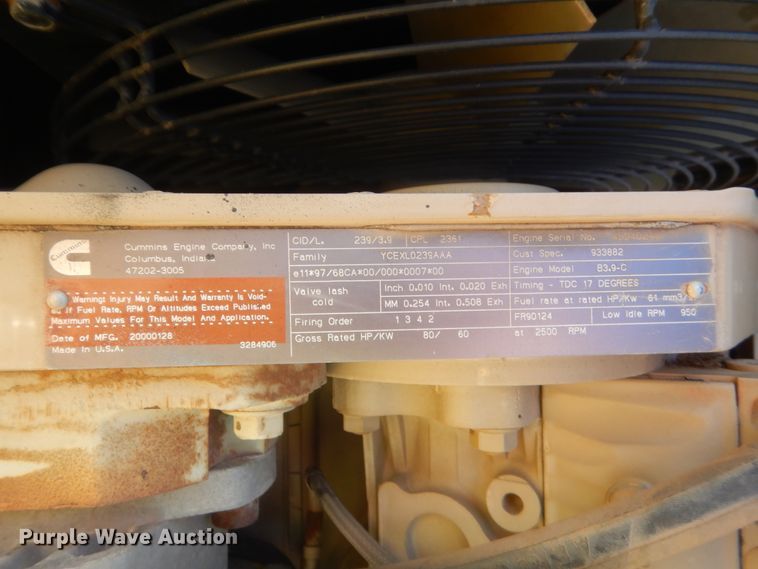 Cummins
Cummins Engine Company, Inc
Columbus, Indiana
47202-3005
Warning: Injury May Result And Warranty Is Void-
ed If Fuel Rate, RPM Or Altitudes Exceed Published
Maximum Values For This Model And Application.
Date of MFG. 20000128
Made in U.S.A. 3284906
CID/L. 239/3.9 CPL 2361
Family YCEXL0239AAA
e11*97/68CA*00/000*0007*00
Valve lash cold Inch 0.010 Int. 0.020 Exh
MM 0.254 Int. 0.508 Exh
Firing Order 1 3 4 2
Gross Rated HP/KW 80/ 60 at 2500 RPM
Engine Serial No.
Cust Spec. 933882
Engine Model B3.9-C
Timing - TDC 17 DEGREES
Fuel rate at rated HP/Kw 61 mm3/
FR90124 Low Idle RPM 950
Purple Wave Auction